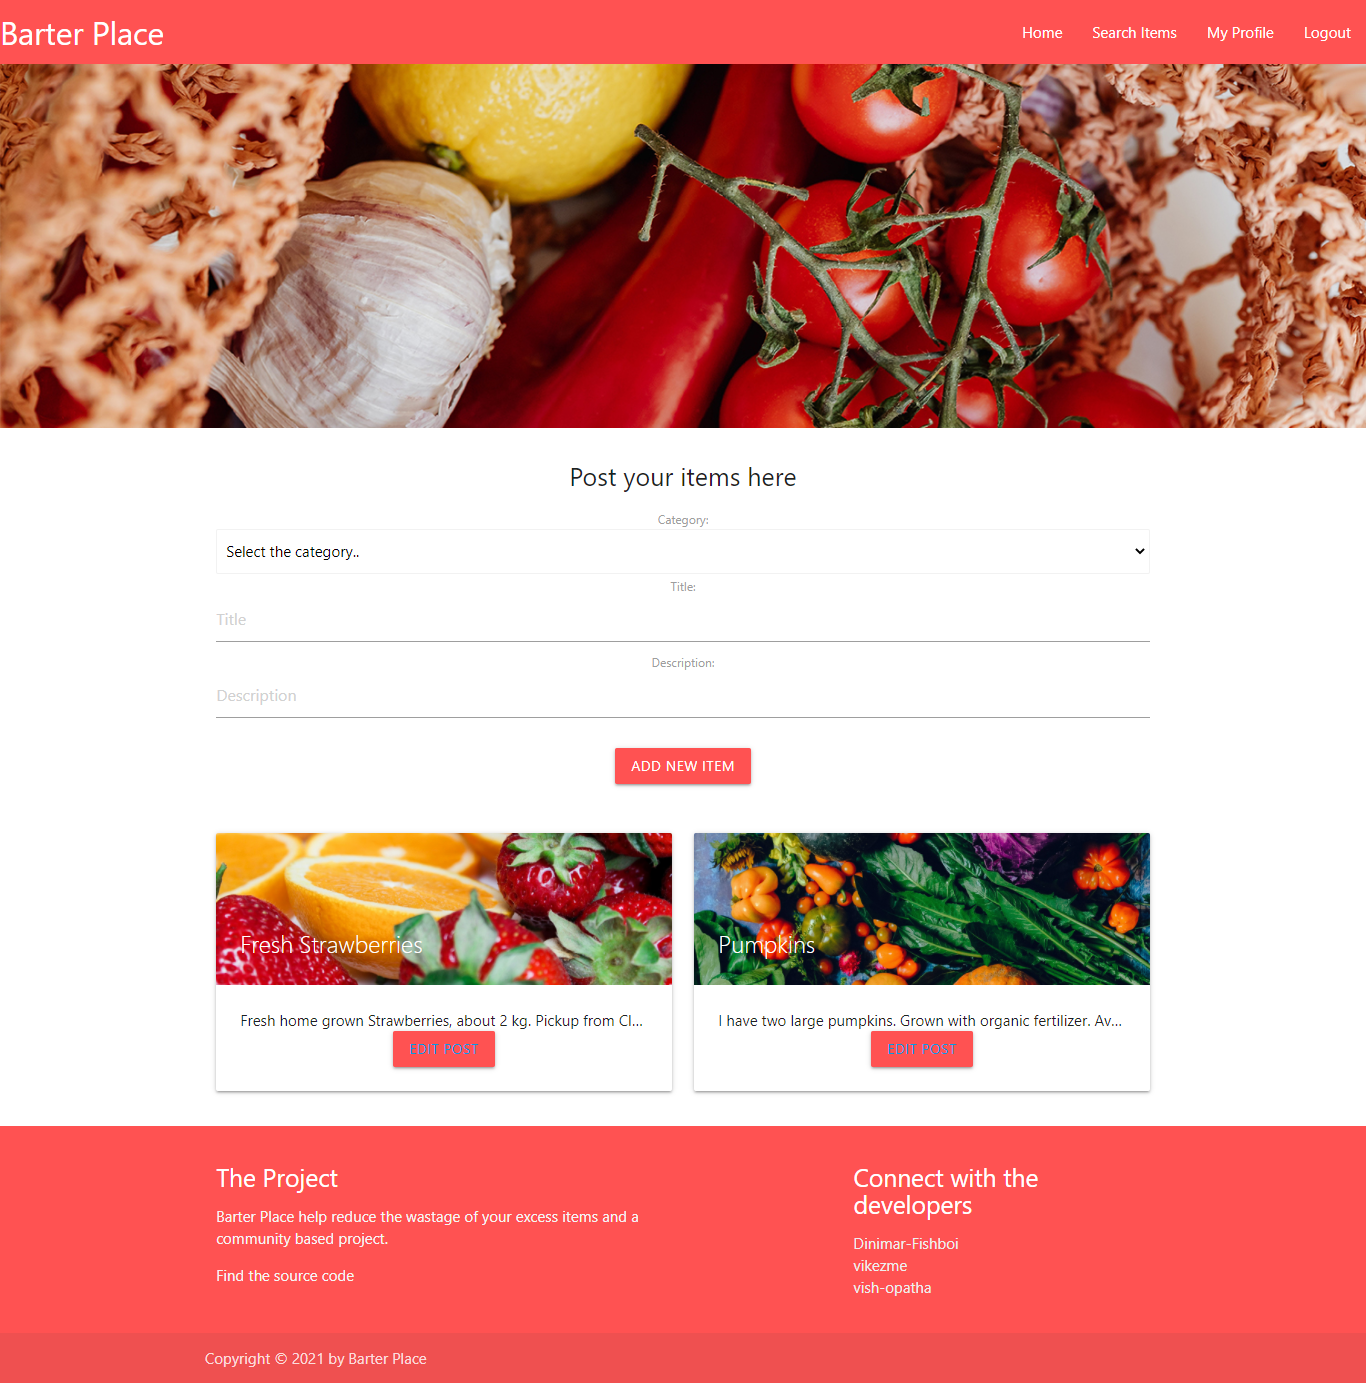 Barter Place
Home Search Items My Profile Logout
Post your items here
Category:
Select the category..
Title:
Title
Description:
Description
ADD NEW ITEM
Fresh Strawberries
Fresh home grown Strawberries, about 2 kg. Pickup from Cl...
EDIT POST
Pumpkins
I have two large pumpkins. Grown with organic fertilizer. Av...
EDIT POST
The Project
Barter Place help reduce the wastage of your excess items and a
community based project.
Find the source code
Connect with the
developers
Dinimar-Fishboi
vikezme
vish-opatha
Copyright © 2021 by Barter Place